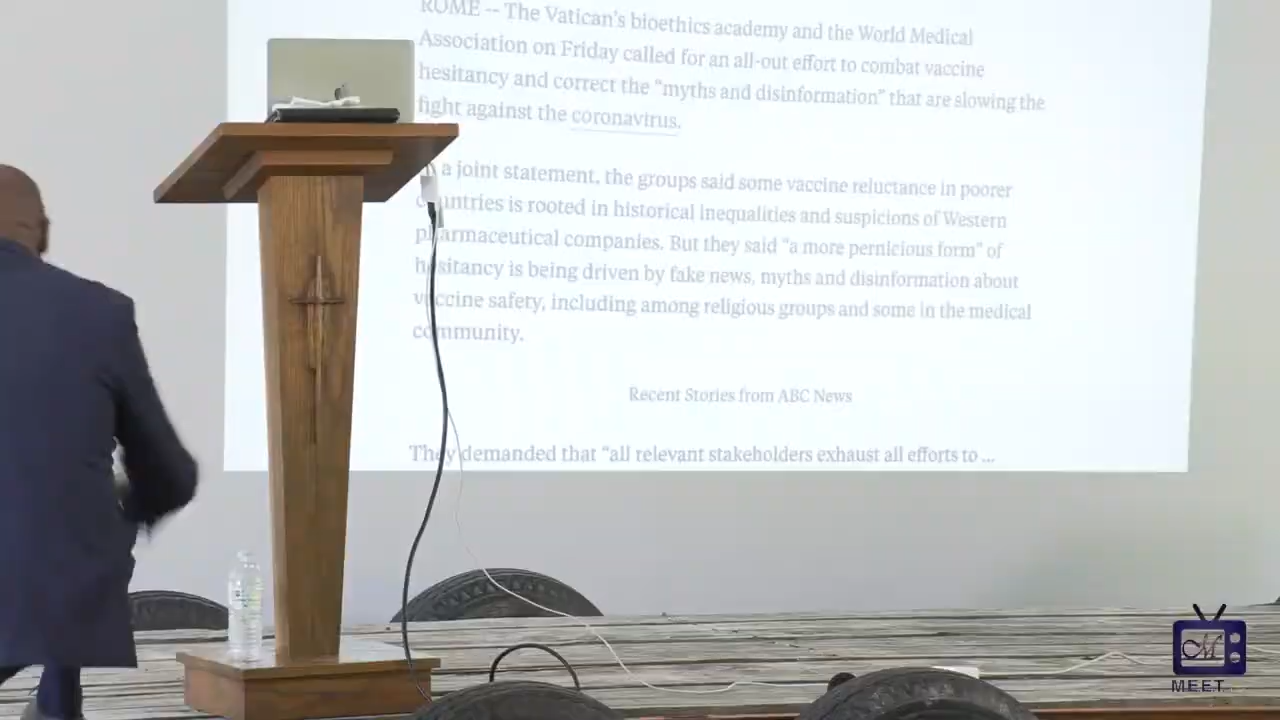 ROME -- The Vatican's bioethics academy and the World Medical
Association on Friday called for an all-out effort to combat vaccine
hesitancy and correct the "myths and disinformation" that are slowing the
fight against the coronavirus.
a joint statement, the groups said some vaccine reluctance in poorer
countries is rooted in historical inequalities and suspicions of Western
pharmaceutical companies. But they said "a more pernicious form" of
hesitancy is being driven by fake news, myths and disinformation about
vaccine safety, including among religious groups and some in the medical
community.
Recent Stories from ABC News
They demanded that "all relevant stakeholders exhaust all efforts to ...
M
M.E.E.T.